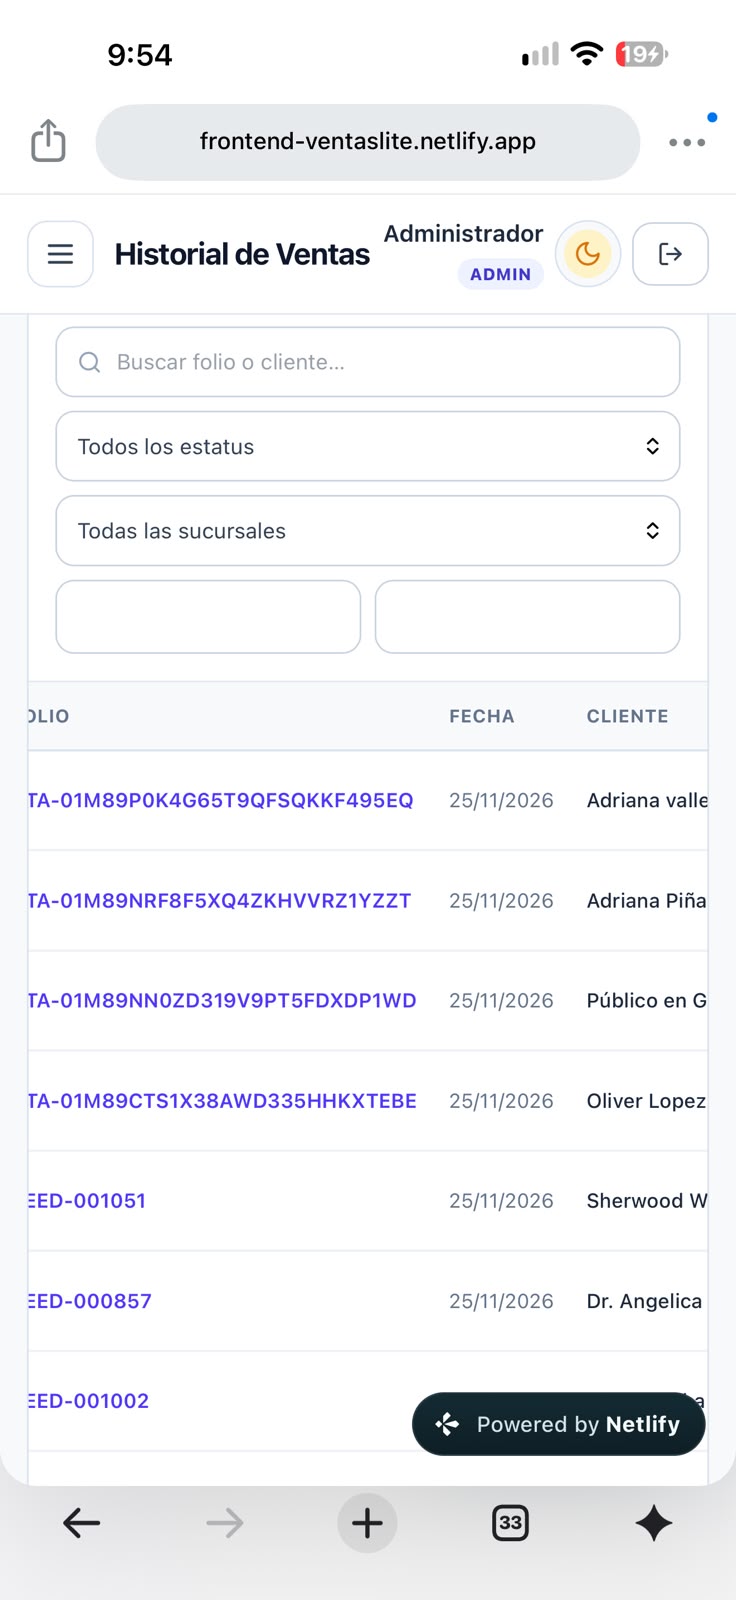 9:54
19
frontend-ventaslite.netlify.app
Historial de Ventas
Administrador
ADMIN
Buscar folio o cliente...
Todos los estatus
Todas las sucursales
OLIO FECHA CLIENTE
TA-01M89P0K4G65T9QFSQKKF495EQ 25/11/2026 Adriana valle
TA-01M89NRF8F5XQ4ZKHVVRZ1YZZT 25/11/2026 Adriana Piña
TA-01M89NN0ZD319V9PT5FDXDP1WD 25/11/2026 Público en G
TA-01M89CTS1X38AWD335HHKXTEBE 25/11/2026 Oliver Lopez
EED-001051 25/11/2026 Sherwood W
EED-000857 25/11/2026 Dr. Angelica
EED-001002
Powered by Netlify
33